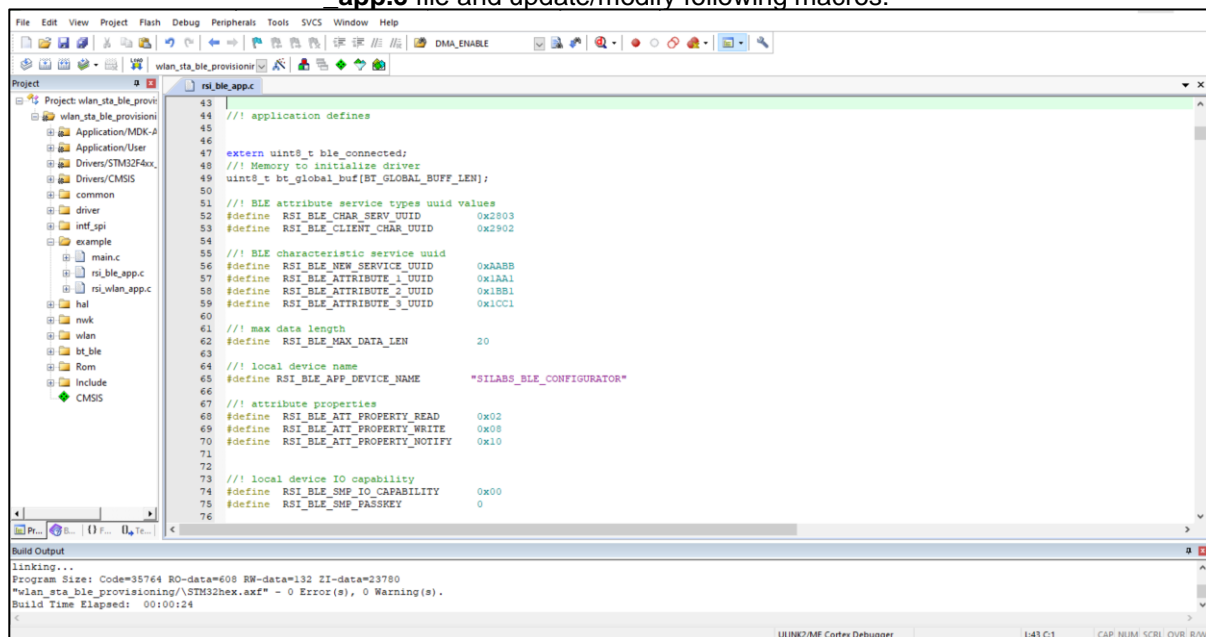 _app.c file and update/modify following macros.
File Edit View Project Flash Debug Peripherals Tools SVCS Window Help
DMA_ENABLE
LOAD
wlan_sta_ble_provisionir
Project
rsi_ble_app.c
Project: wlan_sta_ble_provis
wlan_sta_ble_provisioni
Application/MDK-A
Application/User
Drivers/STM32F4xx_
Drivers/CMSIS
common
driver
intf_spi
example
main.c
rsi_ble_app.c
rsi_wlan_app.c
hal
nwk
wlan
bt_ble
Rom
Include
CMSIS
43
44 //! application defines
45
46
47 extern uint8_t ble_connected;
48 //! Memory to initialize driver
49 uint8_t bt_global_buf[BT_GLOBAL_BUFF_LEN];
50
51 //! BLE attribute service types uuid values
52 #define RSI_BLE_CHAR_SERV_UUID 0x2803
53 #define RSI_BLE_CLIENT_CHAR_UUID 0x2902
54
55 //! BLE characteristic service uuid
56 #define RSI_BLE_NEW_SERVICE_UUID 0xAABB
57 #define RSI_BLE_ATTRIBUTE_1_UUID 0x1AA1
58 #define RSI_BLE_ATTRIBUTE_2_UUID 0x1BB1
59 #define RSI_BLE_ATTRIBUTE_3_UUID 0x1CC1
60
61 //! max data length
62 #define RSI_BLE_MAX_DATA_LEN 20
63
64 //! local device name
65 #define RSI_BLE_APP_DEVICE_NAME "SILABS_BLE_CONFIGURATOR"
66
67 //! attribute properties
68 #define RSI_BLE_ATT_PROPERTY_READ 0x02
69 #define RSI_BLE_ATT_PROPERTY_WRITE 0x08
70 #define RSI_BLE_ATT_PROPERTY_NOTIFY 0x10
71
72
73 //! local device IO capability
74 #define RSI_BLE_SMP_IO_CAPABILITY 0x00
75 #define RSI_BLE_SMP_PASSKEY 0
76
Pr... B... {} F... Te...
Build Output
linking...
Program Size: Code=35764 RO-data=608 RW-data=132 ZI-data=23780
"wlan_sta_ble_provisioning/\STM32hex.axf" - 0 Error(s), 0 Warning(s).
Build Time Elapsed: 00:00:24
ULINK2/ME Cortex Debugger L:43 C:1 CAP NUM SCRL OVR R/W